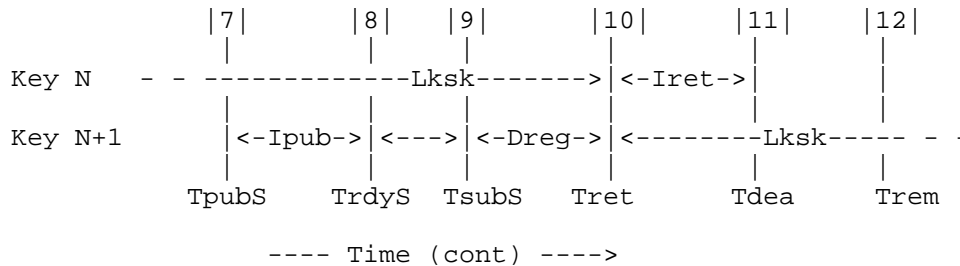 |7| |8| |9| |10| |11| |12|
| | | | | |
Key N - - --------------Lksk------->|<-Iret->| |
| | | | | |
Key N+1 |<-Ipub->|<--->|<-Dreg->|<--------Lksk----- - -
| | | | | |
TpubS TrdyS TsubS Tret Tdea Trem
---- Time (cont) ---->